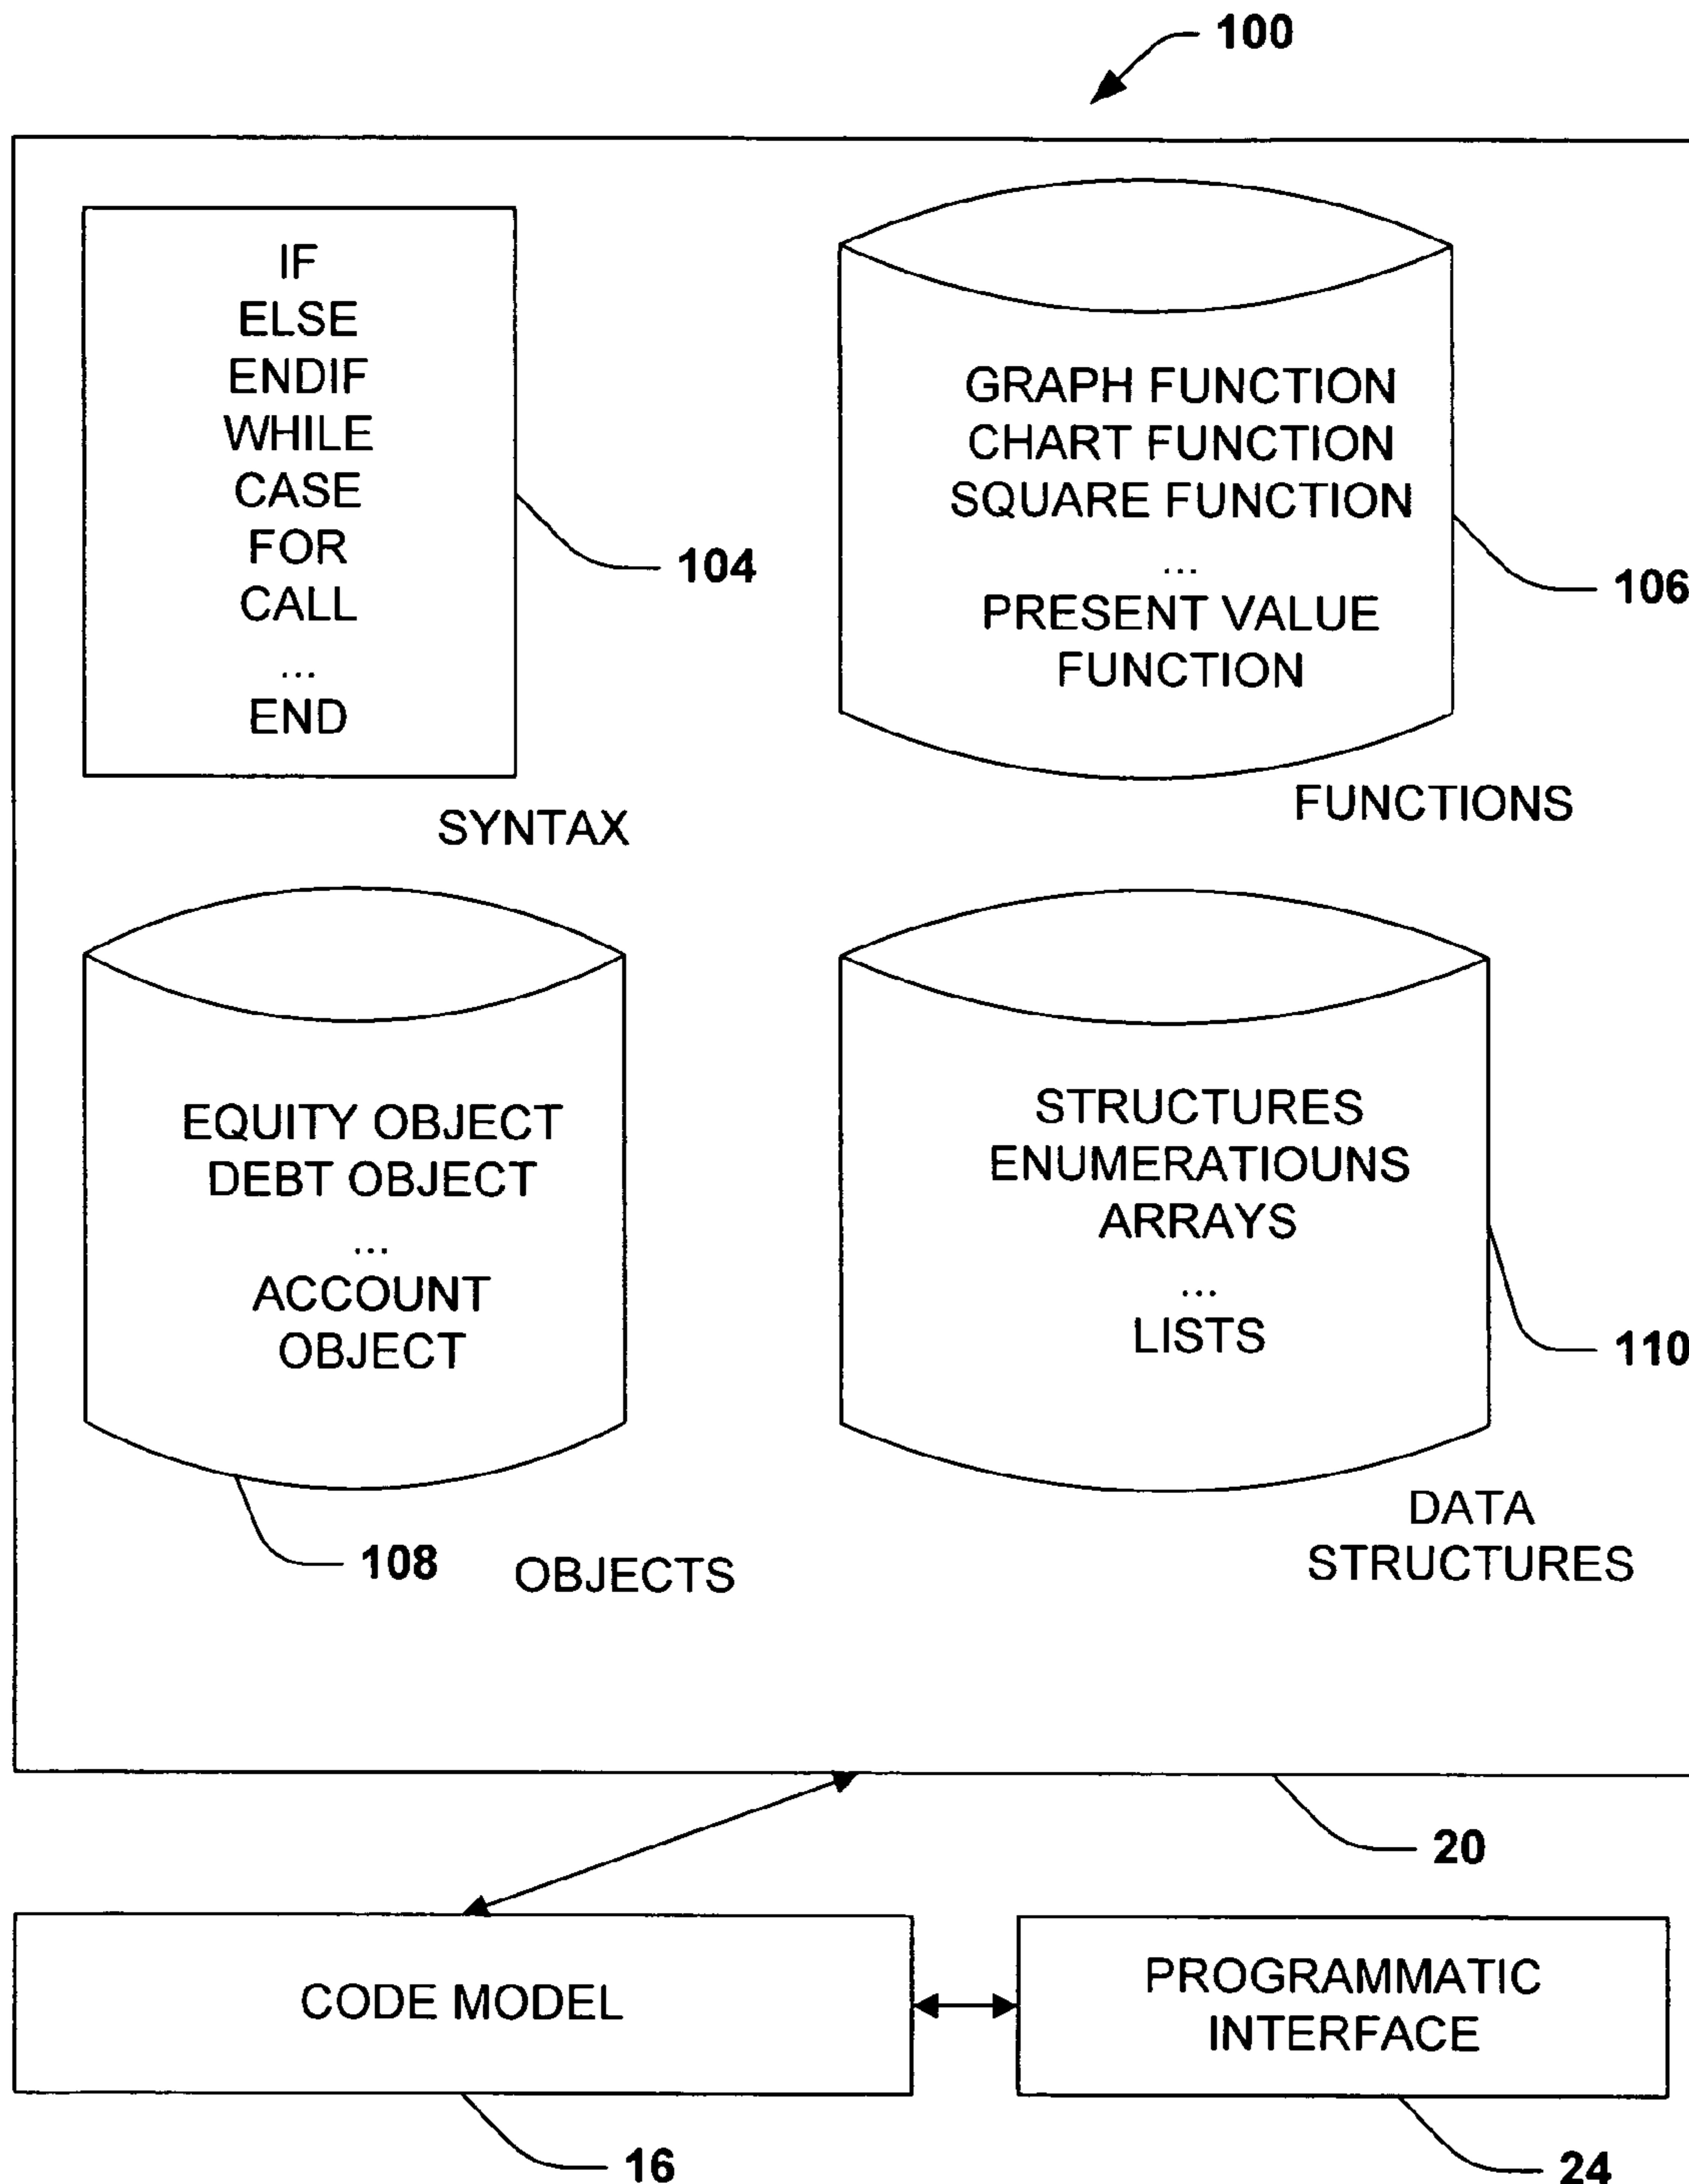 100
IF
ELSE
ENDIF
WHILE
CASE
FOR
CALL
...
END
104
SYNTAX
GRAPH FUNCTION
CHART FUNCTION
SQUARE FUNCTION
...
PRESENT VALUE
FUNCTION
106
FUNCTIONS
EQUITY OBJECT
DEBT OBJECT
...
ACCOUNT
OBJECT
108
OBJECTS
STRUCTURES
ENUMERATIOUNS
ARRAYS
...
LISTS
110
DATA
STRUCTURES
20
CODE MODEL
16
PROGRAMMATIC
INTERFACE
24